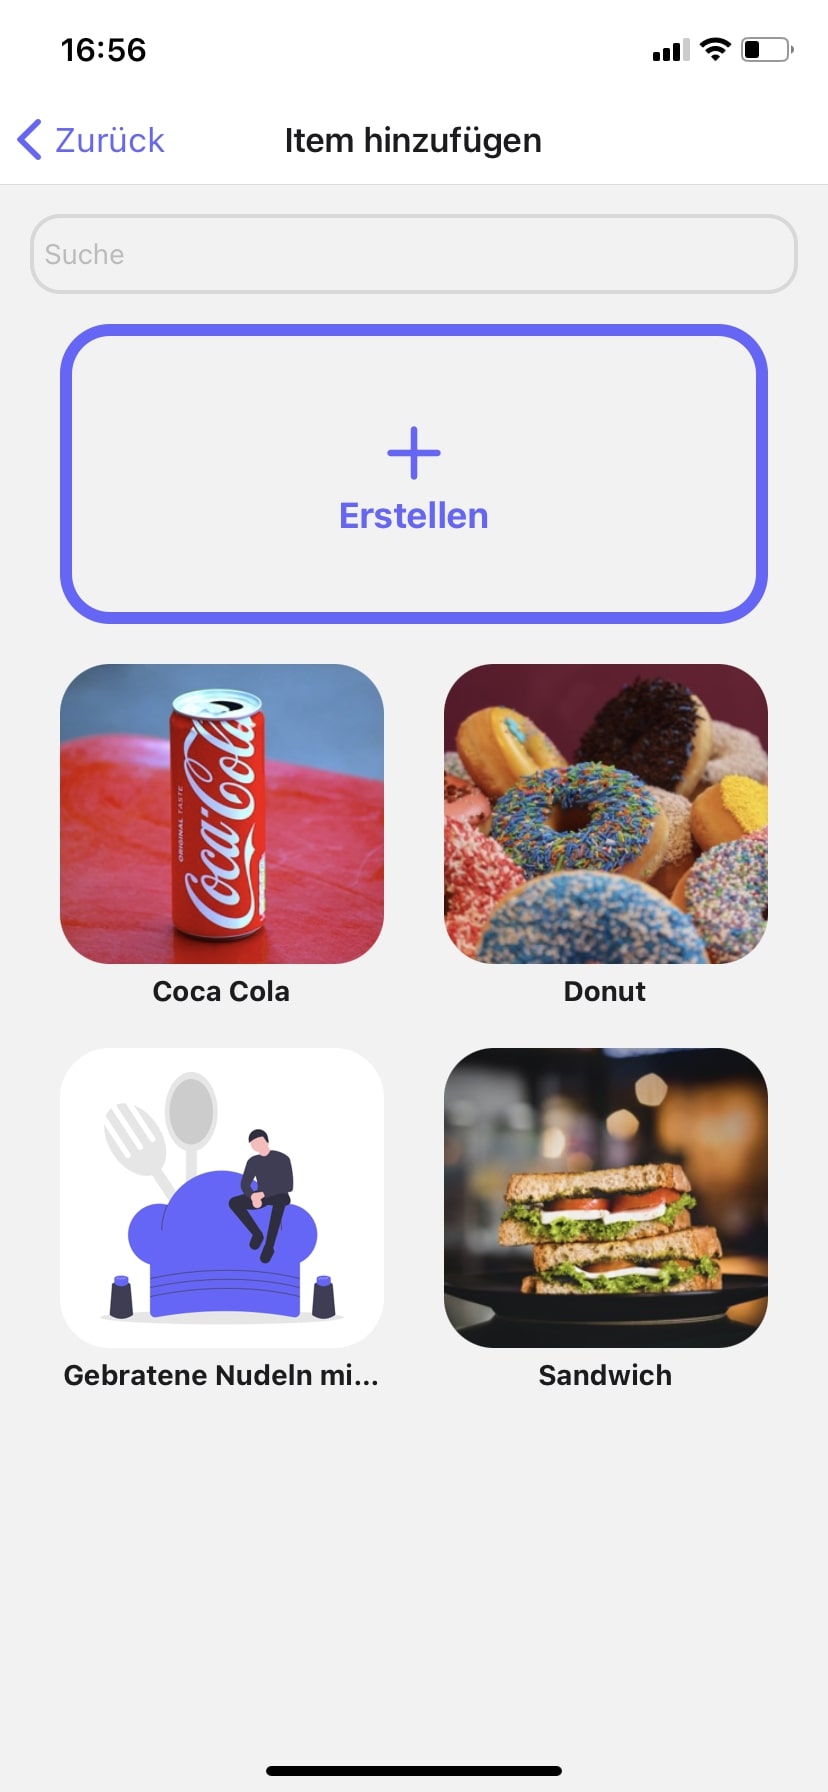 16:56
Zurück
Item hinzufügen
Suche
Erstellen
Coca-Cola
ORIGINAL TASTE
Coca Cola
Donut
Gebratene Nudeln mi...
Sandwich